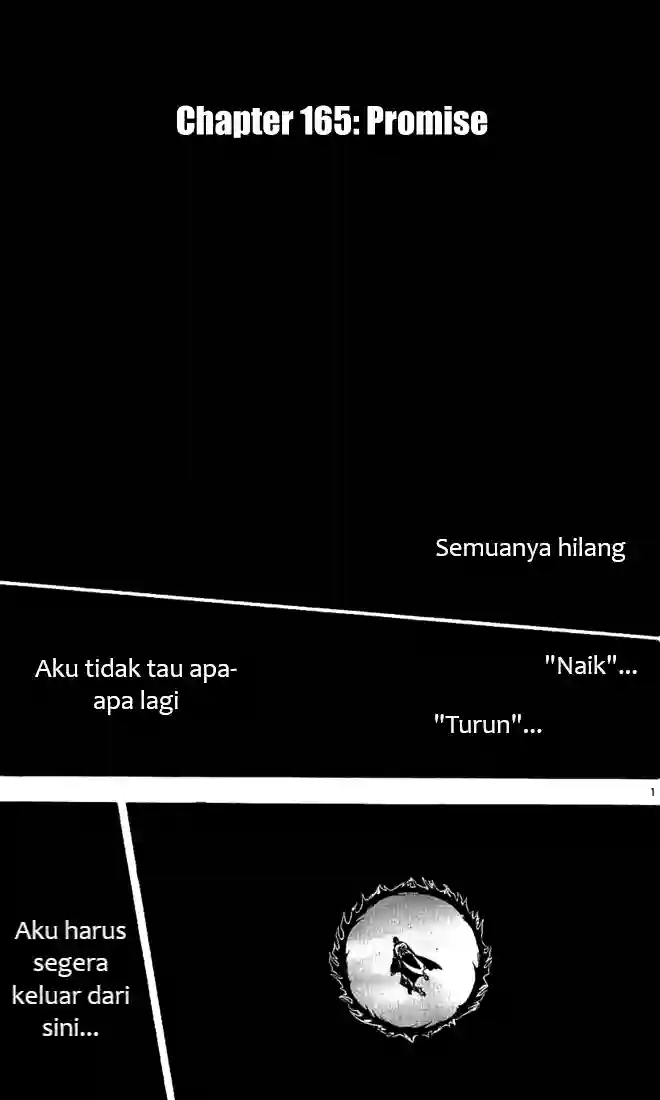 Chapter 165: Promise
Semuanya hilang
"Naik"...
"Turun"...
Aku tidak tau apa-
apa lagi
1
Aku harus
segera
keluar dari
sini...